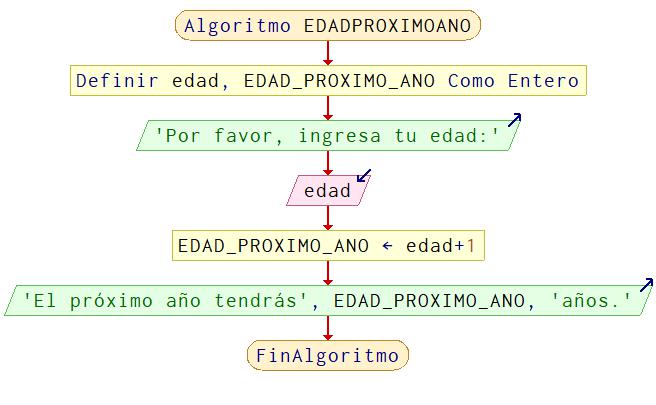 Algoritmo EDADPROXIMOANO
Definir edad, EDAD_PROXIMO_ANO Como Entero
'Por favor, ingresa tu edad:'
edad
EDAD_PROXIMO_ANO ← edad+1
'El próximo año tendrás', EDAD_PROXIMO_ANO, 'años.'
FinAlgoritmo